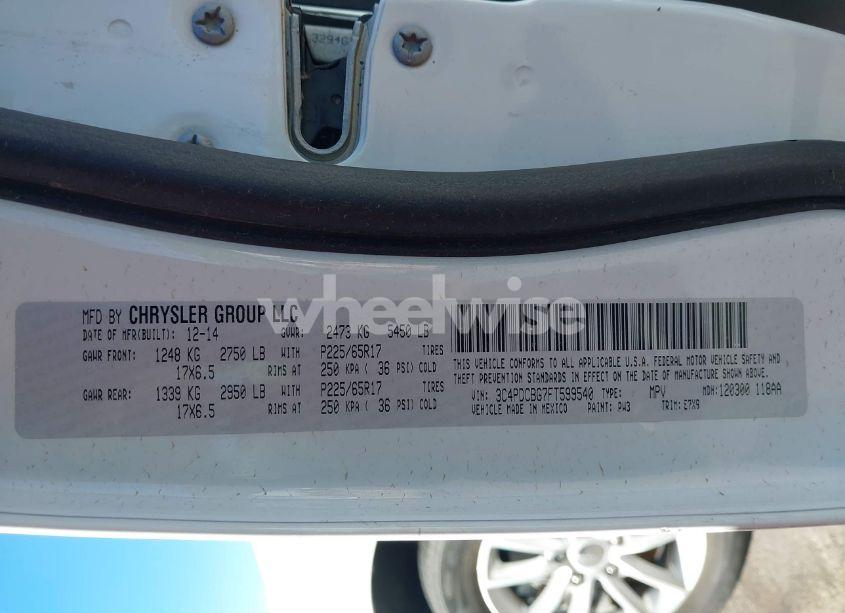 3294G
MFD BY CHRYSLER GROUP LLC
DATE OF MFR(BUILT): 12-14 GVWR: 2473 KG 5450 LB
GAWR FRONT: 1248 KG 2750 LB WITH P225/65R17 TIRES
17X6.5 RIMS AT 250 KPA ( 36 PSI) COLD
GAWR REAR: 1339 KG 2950 LB WITH P225/65R17 TIRES
17X6.5 RIMS AT 250 KPA ( 36 PSI) COLD
THIS VEHICLE CONFORMS TO ALL APPLICABLE U.S.A. FEDERAL MOTOR VEHICLE SAFETY AND
THEFT PREVENTION STANDARDS IN EFFECT ON THE DATE OF MANUFACTURE SHOWN ABOVE.
VIN: 3C4PDCBG7FT599540 TYPE: MPV MDH: 120300 118AA
VEHICLE MADE IN MEXICO PAINT: PW3 TRIM: E7X9
wheelwise